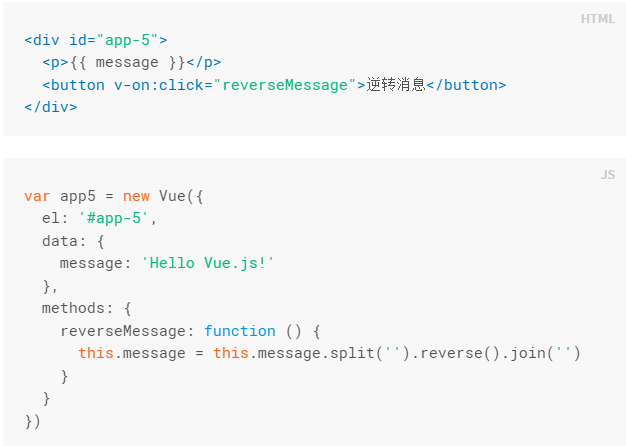 HTML
<div id="app-5">
  <p>{{ message }}</p>
  <button v-on:click="reverseMessage">逆转消息</button>
</div>
JS
var app5 = new Vue({
  el: '#app-5',
  data: {
    message: 'Hello Vue.js!'
  },
  methods: {
    reverseMessage: function () {
      this.message = this.message.split('').reverse().join('')
    }
  }
})